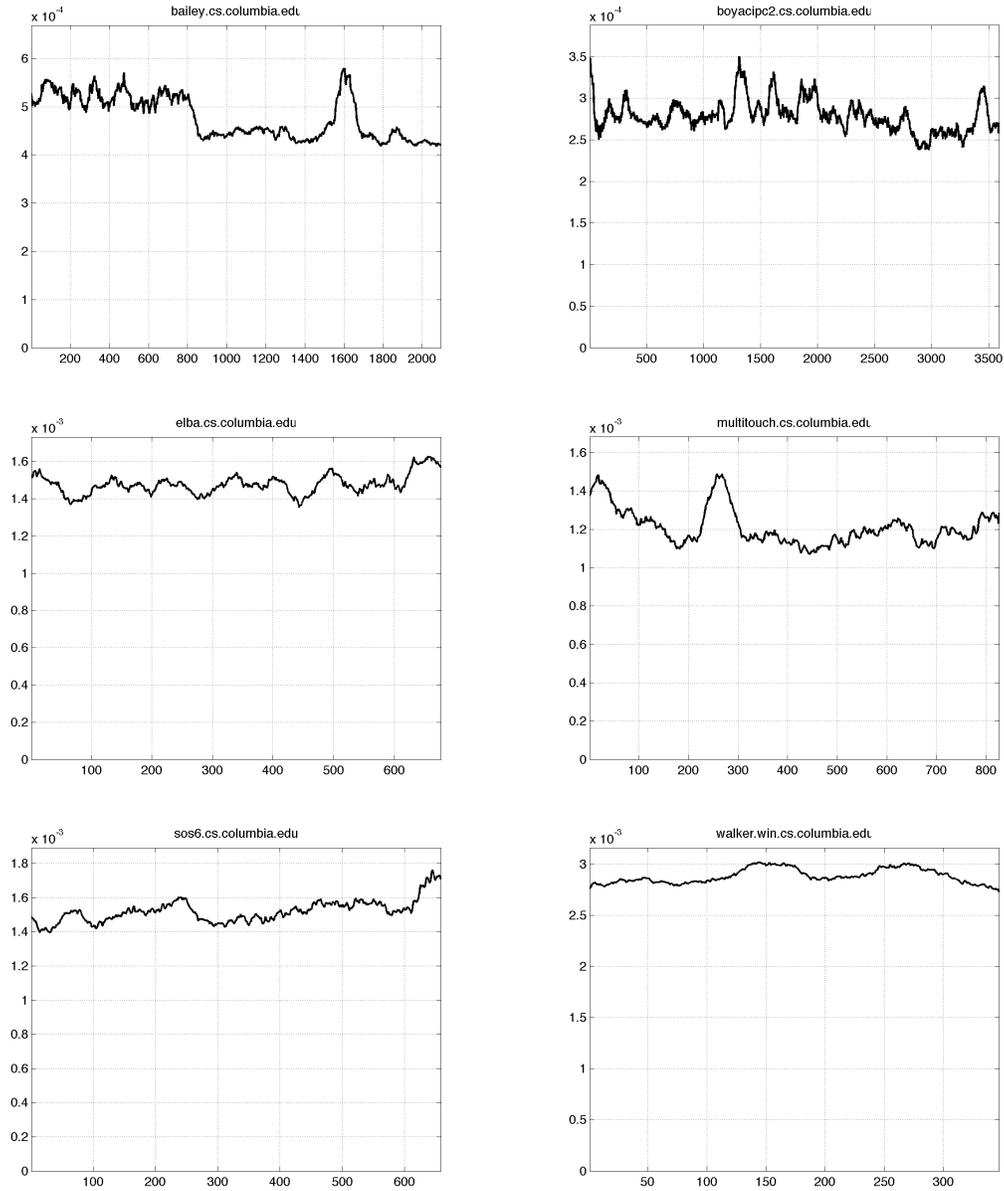 bailey.cs.columbia.edu
x 10-4
6
5
4
3
2
1
0
200 400 600 800 1000 1200 1400 1600 1800 2000
boyacipc2.cs.columbia.edu
x 10-4
3.5
3
2.5
2
1.5
1
0.5
0
500 1000 1500 2000 2500 3000 3500
elba.cs.columbia.edu
x 10-3
1.6
1.4
1.2
1
0.8
0.6
0.4
0.2
0
100 200 300 400 500 600
multitouch.cs.columbia.edu
x 10-3
1.6
1.4
1.2
1
0.8
0.6
0.4
0.2
0
100 200 300 400 500 600 700 800
sos6.cs.columbia.edu
x 10-3
1.8
1.6
1.4
1.2
1
0.8
0.6
0.4
0.2
0
100 200 300 400 500 600
walker.win.cs.columbia.edu
x 10-3
3
2.5
2
1.5
1
0.5
0
50 100 150 200 250 300